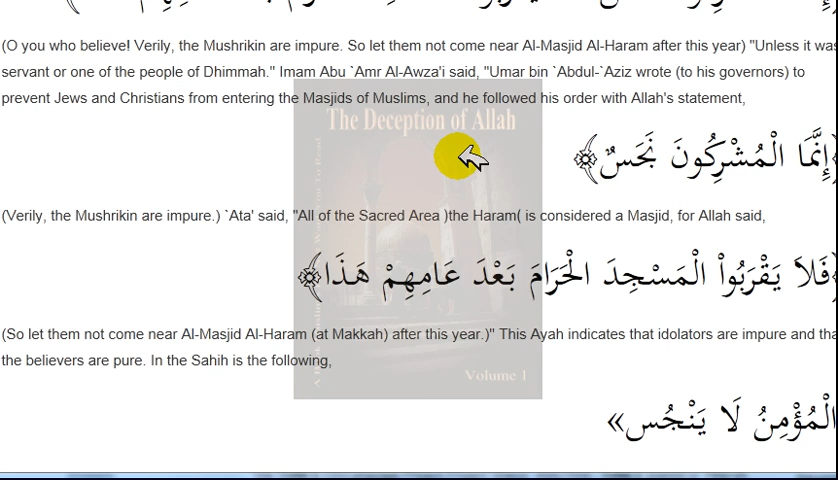 (O you who believe! Verily, the Mushrikin are impure. So let them not come near Al-Masjid Al-Haram after this year) "Unless it was
servant or one of the people of Dhimmah." Imam Abu `Amr Al-Awza'i said, "Umar bin `Abdul-`Aziz wrote (to his governors) to
prevent Jews and Christians from entering the Masjids of Muslims, and he followed his order with Allah's statement,
The Deception of Allah
﴿إِنَّمَا الْمُشْرِكُونَ نَجَسٌ﴾
(Verily, the Mushrikin are impure.) `Ata' said, "All of the Sacred Area )the Haram( is considered a Masjid, for Allah said,
﴿فَلاَ يَقْرَبُواْ الْمَسْجِدَ الْحَرَامَ بَعْدَ عَامِهِمْ هَذَا﴾
(So let them not come near Al-Masjid Al-Haram (at Makkah) after this year.)" This Ayah indicates that idolators are impure and tha
the believers are pure. In the Sahih is the following,
Volume 1
الْمُؤْمِنُ لَا يَنْجُس»